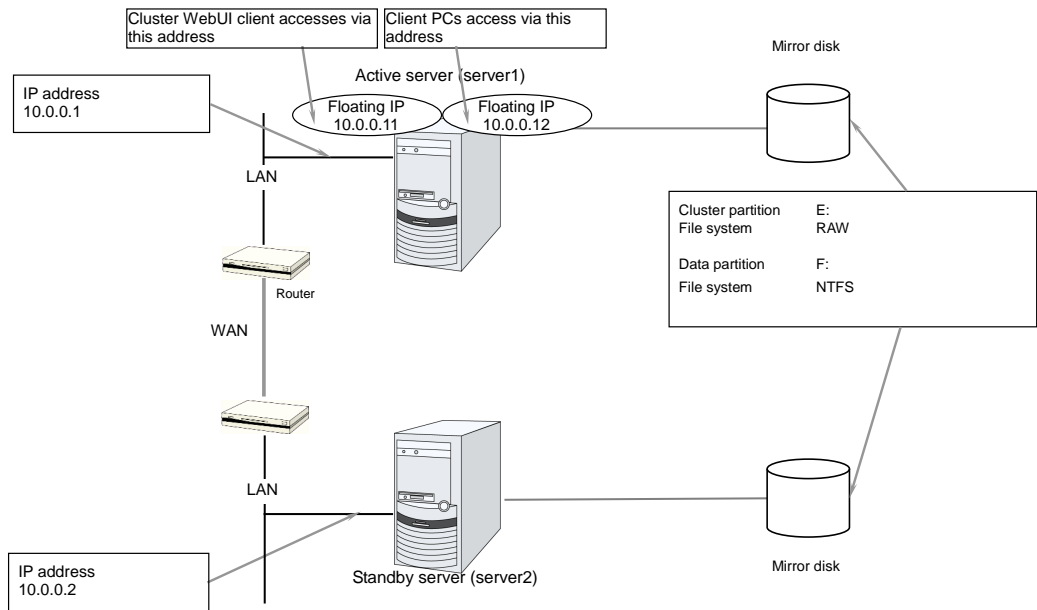 Cluster WebUI client accesses via
this address
Client PCs access via this
address
Mirror disk
Active server (server1)
IP address
10.0.0.1
Floating IP
10.0.0.11
Floating IP
10.0.0.12
LAN
Cluster partition E:
File system RAW
Data partition F:
File system NTFS
Router
WAN
LAN
IP address
10.0.0.2
Standby server (server2)
Mirror disk